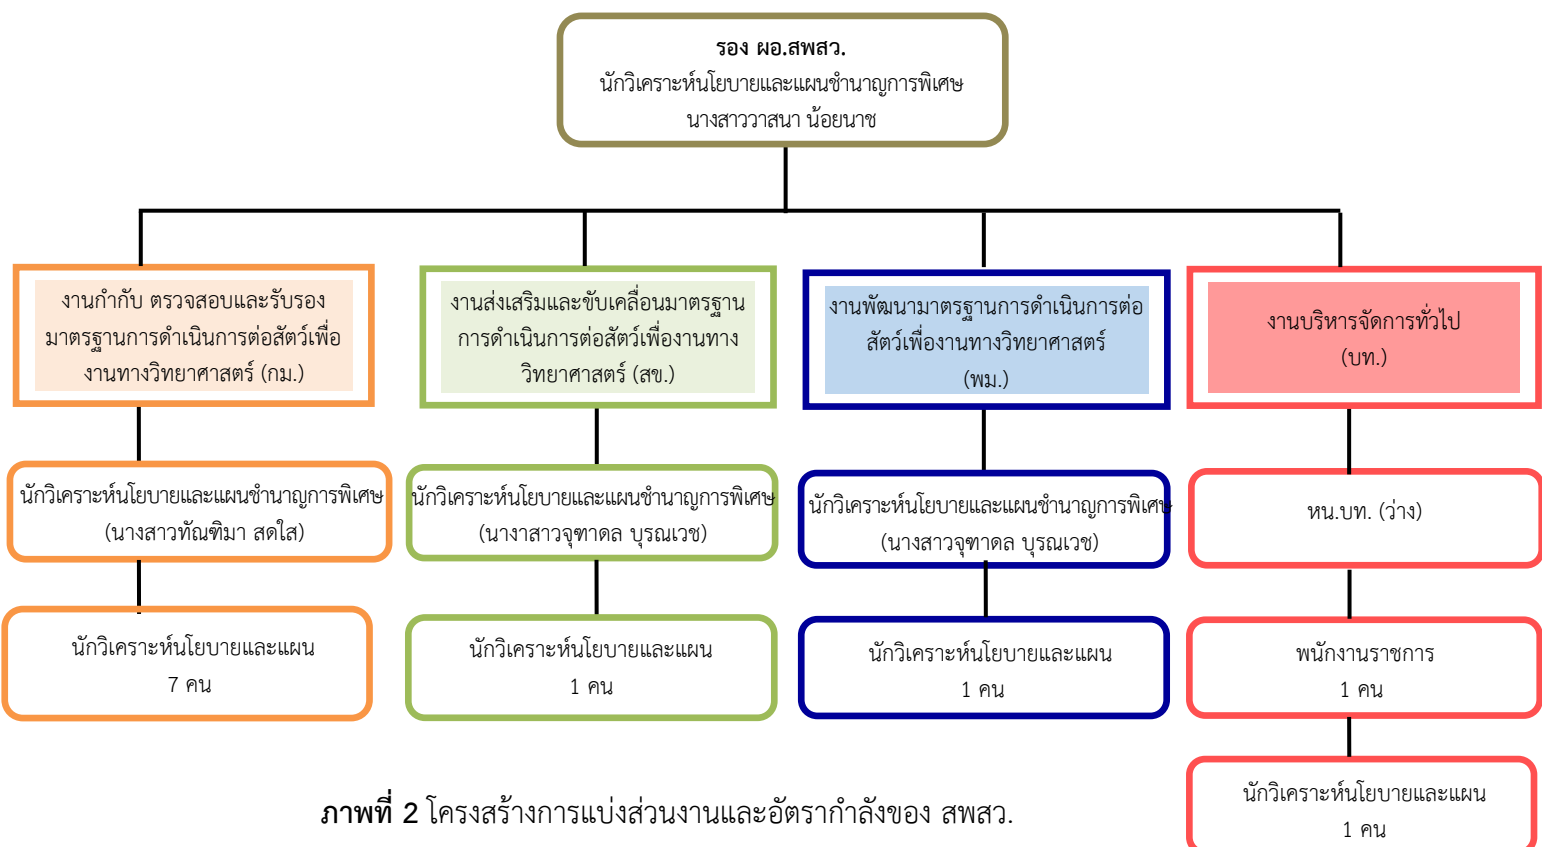 รอง ผอ.สพสว.
นักวิเคราะห์นโยบายและแผนชำนาญการพิเศษ
นางสาววาสนา น้อยนาช
งานกำกับ ตรวจสอบและรับรอง
มาตรฐานการดำเนินการต่อสัตว์เพื่อ
งานทางวิทยาศาสตร์ (กม.)
นักวิเคราะห์นโยบายและแผนชำนาญการพิเศษ
(นางสาวทัณฑิมา สดใส)
นักวิเคราะห์นโยบายและแผน
7 คน
งานส่งเสริมและขับเคลื่อนมาตรฐาน
การดำเนินการต่อสัตว์เพื่องานทาง
วิทยาศาสตร์ (สข.)
นักวิเคราะห์นโยบายและแผนชำนาญการพิเศษ
(นางาสาวจุฑาดล บุรณเวช)
นักวิเคราะห์นโยบายและแผน
1 คน
งานพัฒนามาตรฐานการดำเนินการต่อ
สัตว์เพื่องานทางวิทยาศาสตร์
(พม.)
นักวิเคราะห์นโยบายและแผนชำนาญการพิเศษ
(นางสาวจุฑาดล บุรณเวช)
นักวิเคราะห์นโยบายและแผน
1 คน
งานบริหารจัดการทั่วไป
(บท.)
หน.บท. (ว่าง)
พนักงานราชการ
1 คน
นักวิเคราะห์นโยบายและแผน
1 คน
ภาพที่ 2 โครงสร้างการแบ่งส่วนงานและอัตรากำลังของ สพสว.